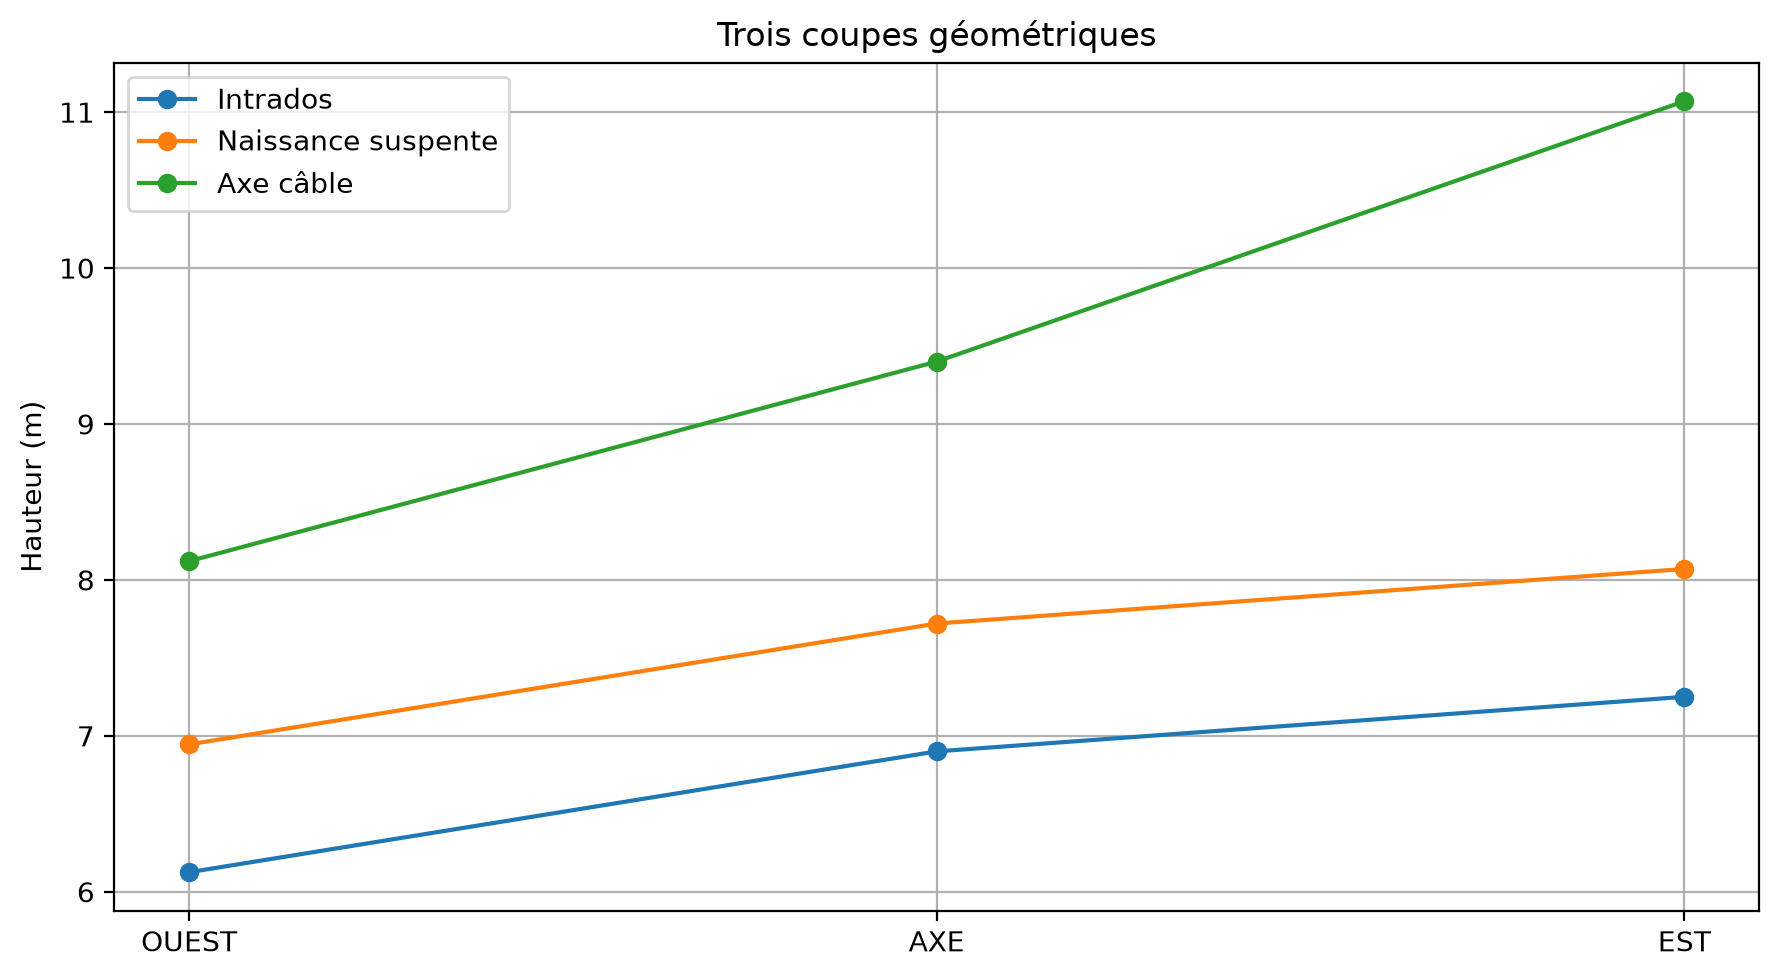 Trois coupes géométriques
Intrados
Naissance suspente
Axe câble
Hauteur (m)
11
10
9
8
7
6
OUEST
AXE
EST